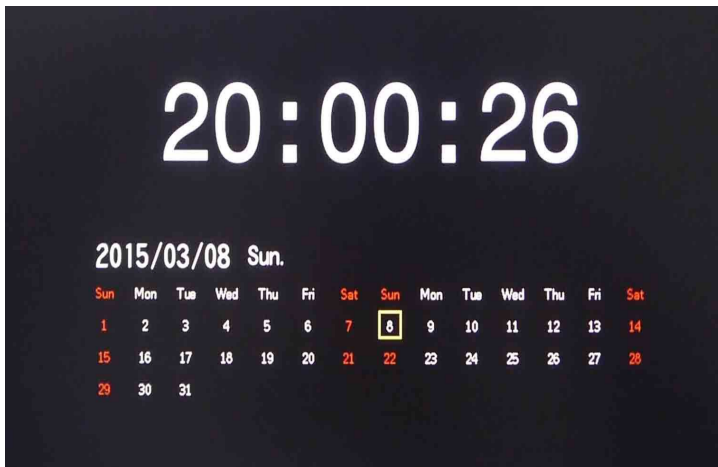 20:00:26
2015/03/08 Sun.
Sun Mon Tue Wed Thu Fri Sat Sun Mon Tue Wed Thu Fri Sat
1 2 3 4 5 6 7 8 9 10 11 12 13 14
15 16 17 18 19 20 21 22 23 24 25 26 27 28
29 30 31